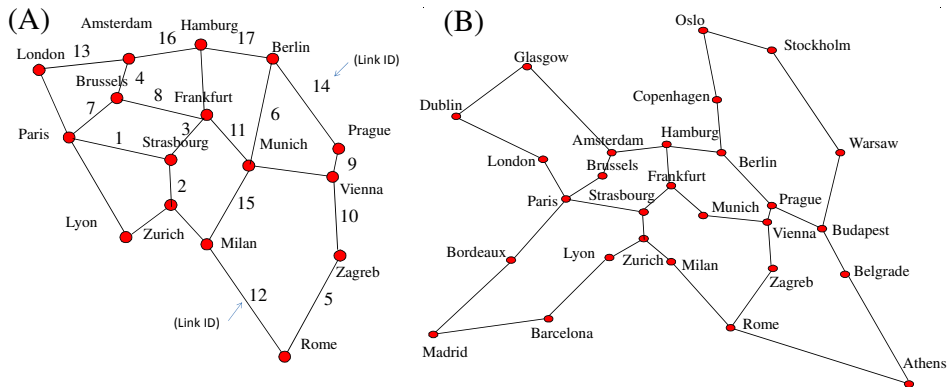 (A)
Hamburg
Amsterdam
16
17
London
13
Berlin
(Link ID)
14
Brussels
4
8
Frankfurt
6
7
3
11
Paris
1
Strasbourg
Munich
Prague
9
2
Vienna
15
10
Lyon
Zurich
Milan
Zagreb
12
5
(Link ID)
Rome
(B)
Oslo
Stockholm
Glasgow
Copenhagen
Dublin
Amsterdam
Hamburg
Warsaw
London
Brussels
Berlin
Frankfurt
Paris
Strasbourg
Munich
Prague
Vienna
Budapest
Bordeaux
Lyon
Zurich
Milan
Zagreb
Belgrade
Barcelona
Rome
Madrid
Athens